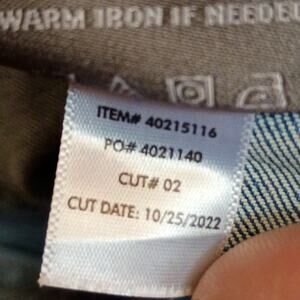 WARM IRON IF NEEDED
ITEM# 40215116
PO# 4021140
CUT# 02
CUT DATE: 10/25/2022